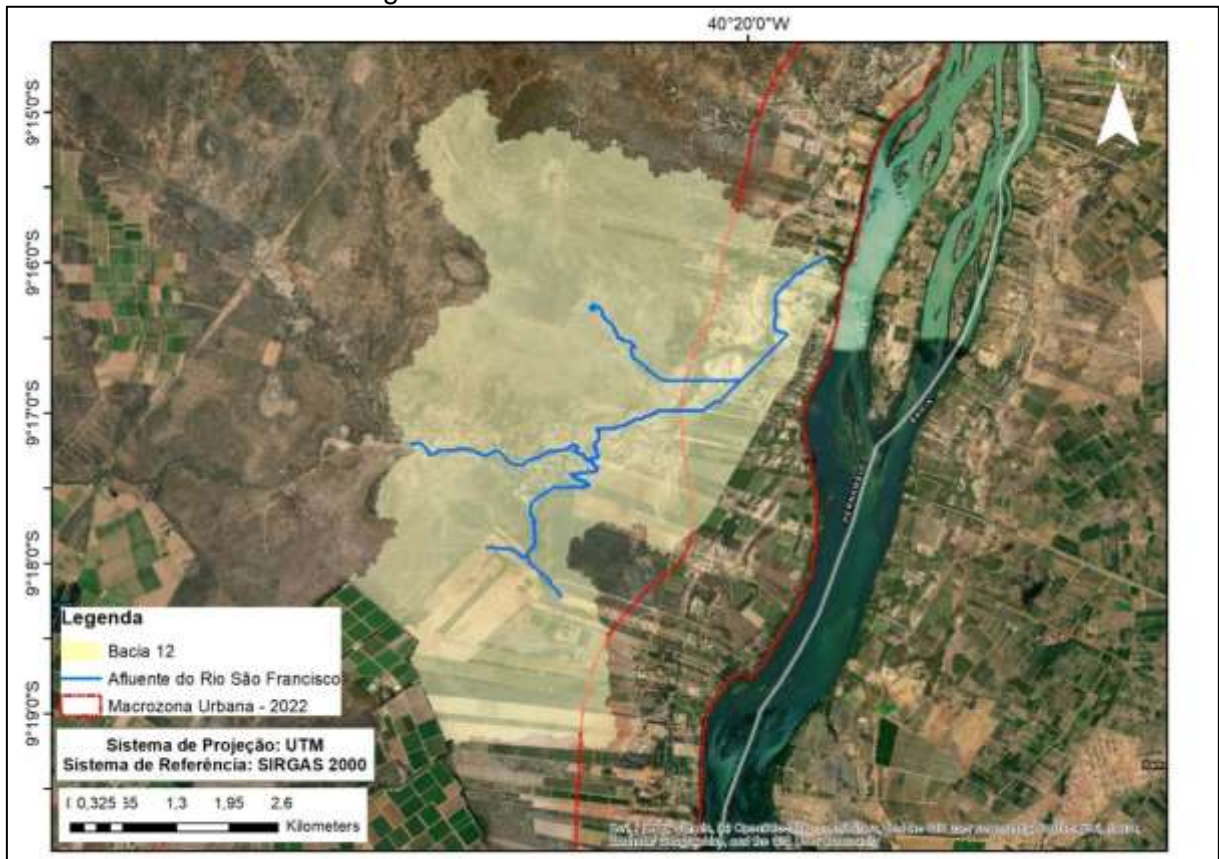 40°20'0"W
N
9°15'0"S
9°16'0"S
9°17'0"S
9°18'0"S
9°19'0"S
BAHIA
PERNAMBUCO
Legenda
Bacia 12
Afluente do Rio São Francisco
Macrozona Urbana - 2022
Sistema de Projeção: UTM
Sistema de Referência: SIRGAS 2000
0,325 1,3 1,95 2.6
Kilometers